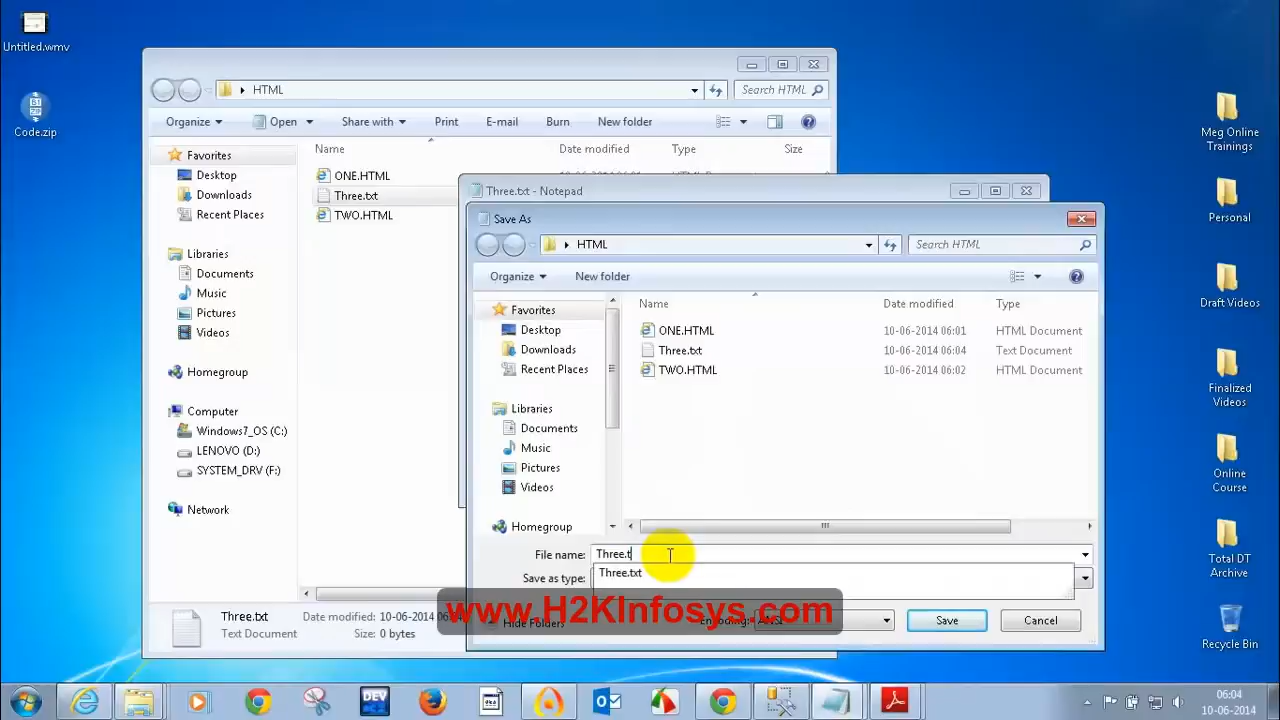 Untitled.wmv
Code.zip
HTML
Search HTML
Organize
Open
Share with
Print
E-mail
Burn
New folder
Name
Date modified
Type
Size
Favorites
Desktop
Downloads
Recent Places
Libraries
Documents
Music
Pictures
Videos
Homegroup
Computer
Windows7_OS (C:)
LENOVO (D:)
SYSTEM_DRV (F:)
Network
ONE.HTML
Three.txt
TWO.HTML
Three.txt
Text Document
Date modified: 10-06-2014 06:04
Size: 0 bytes
Three.txt - Notepad
Save As
HTML
Search HTML
Organize
New folder
Favorites
Desktop
Downloads
Recent Places
Libraries
Documents
Music
Pictures
Videos
Homegroup
Name
Date modified
Type
ONE.HTML
10-06-2014 06:01
HTML Document
Three.txt
10-06-2014 06:04
Text Document
TWO.HTML
10-06-2014 06:02
HTML Document
File name:
Three.t
Three.txt
Save as type:
Hide Folders
Encoding:
ANSI
Save
Cancel
www.H2KInfosys.com
Meg Online
Trainings
Personal
Draft Videos
Finalized
Videos
Online
Course
Total DT
Archive
Recycle Bin
DEV
06:04
10-06-2014